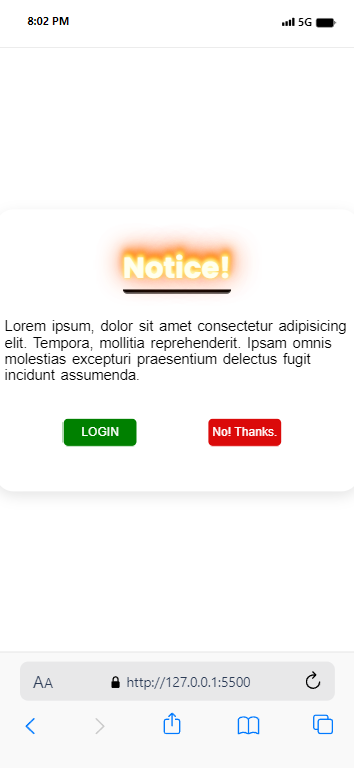 8:02 PM 5G
Notice!
Lorem ipsum, dolor sit amet consectetur adipisicing
elit. Tempora, mollitia reprehenderit. Ipsam omnis
molestias excepturi praesentium delectus fugit
incidunt assumenda.
LOGIN No! Thanks.
AA http://127.0.0.1:5500